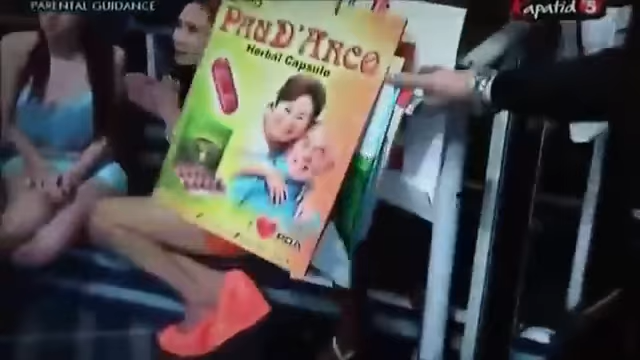 PARENTAL GUIDANCE
Kapatid 5
PAU D'ARCO
Herbal Capsule
PDA